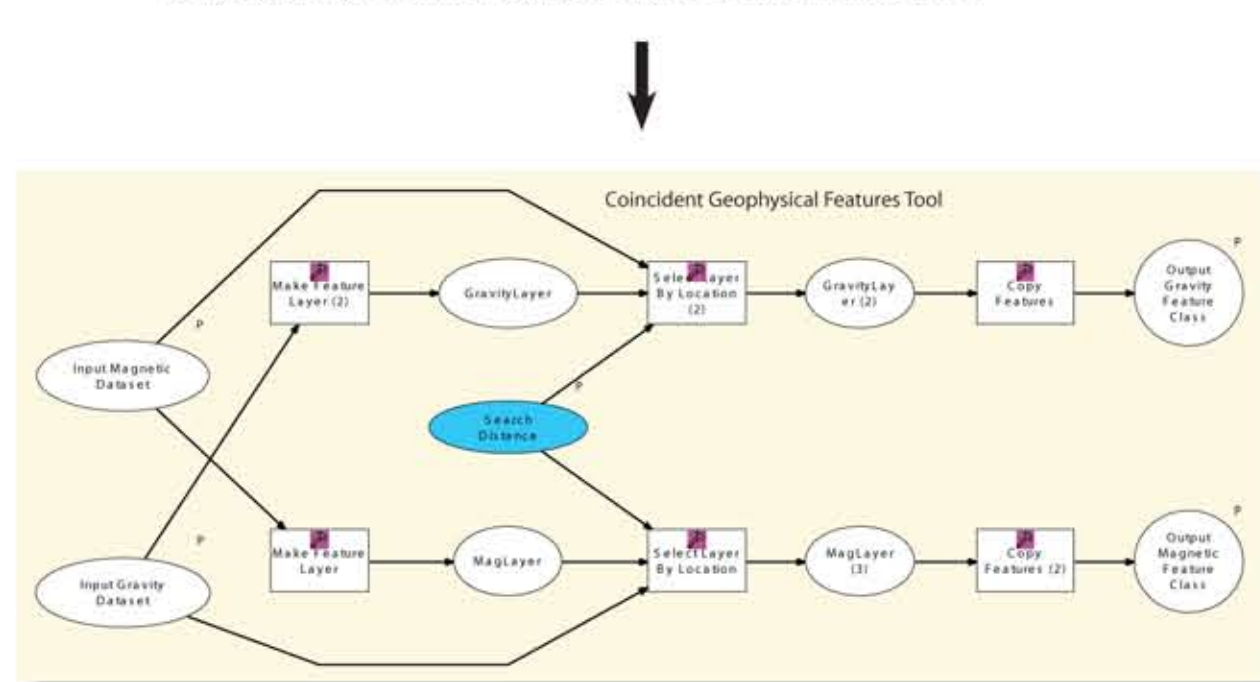 Coincident Geophysical Features Tool
P
Make Feature
Layer (2)
GravityLayer
Select Layer
By Location
(2)
GravityLay
er (2)
Copy
Features
Output
Gravity
Feature
Class
P
Input Magnetic
Dataset
P
Search
Distance
P
Make Feature
Layer
MagLayer
Select Layer
By Location
MagLayer
(3)
Copy
Features (2)
Output
Magnetic
Feature
Class
P
Input Gravity
Dataset